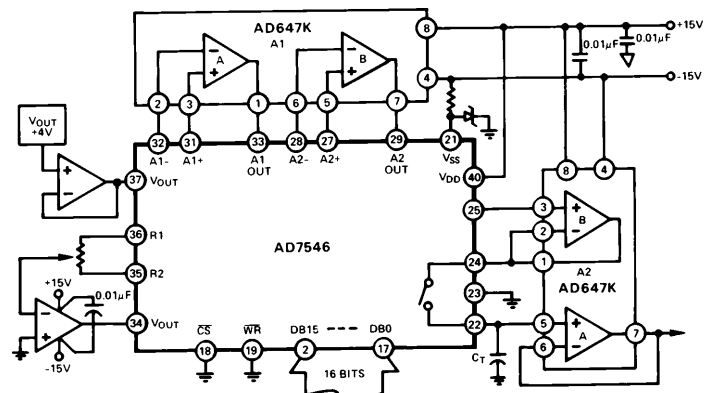 AD647K
A1
8
+15V
0.01μF
0.01μF
A
B
4
-15V
2
3
1
6
5
7
VOUT
+4V
32
31
33
28
27
29
21
8
4
A1-
A1+
A1
OUT
A2-
A2+
A2
OUT
VSS
VDD
40
37
VOUT
25
3
B
2
36
R1
AD7546
24
1
A2
AD647K
35
R2
23
+15V
0.01μF
34
VOUT
22
5
A
7
6
CS
WR
DB15
DB0
CT
-15V
18
19
2
17
16 BITS